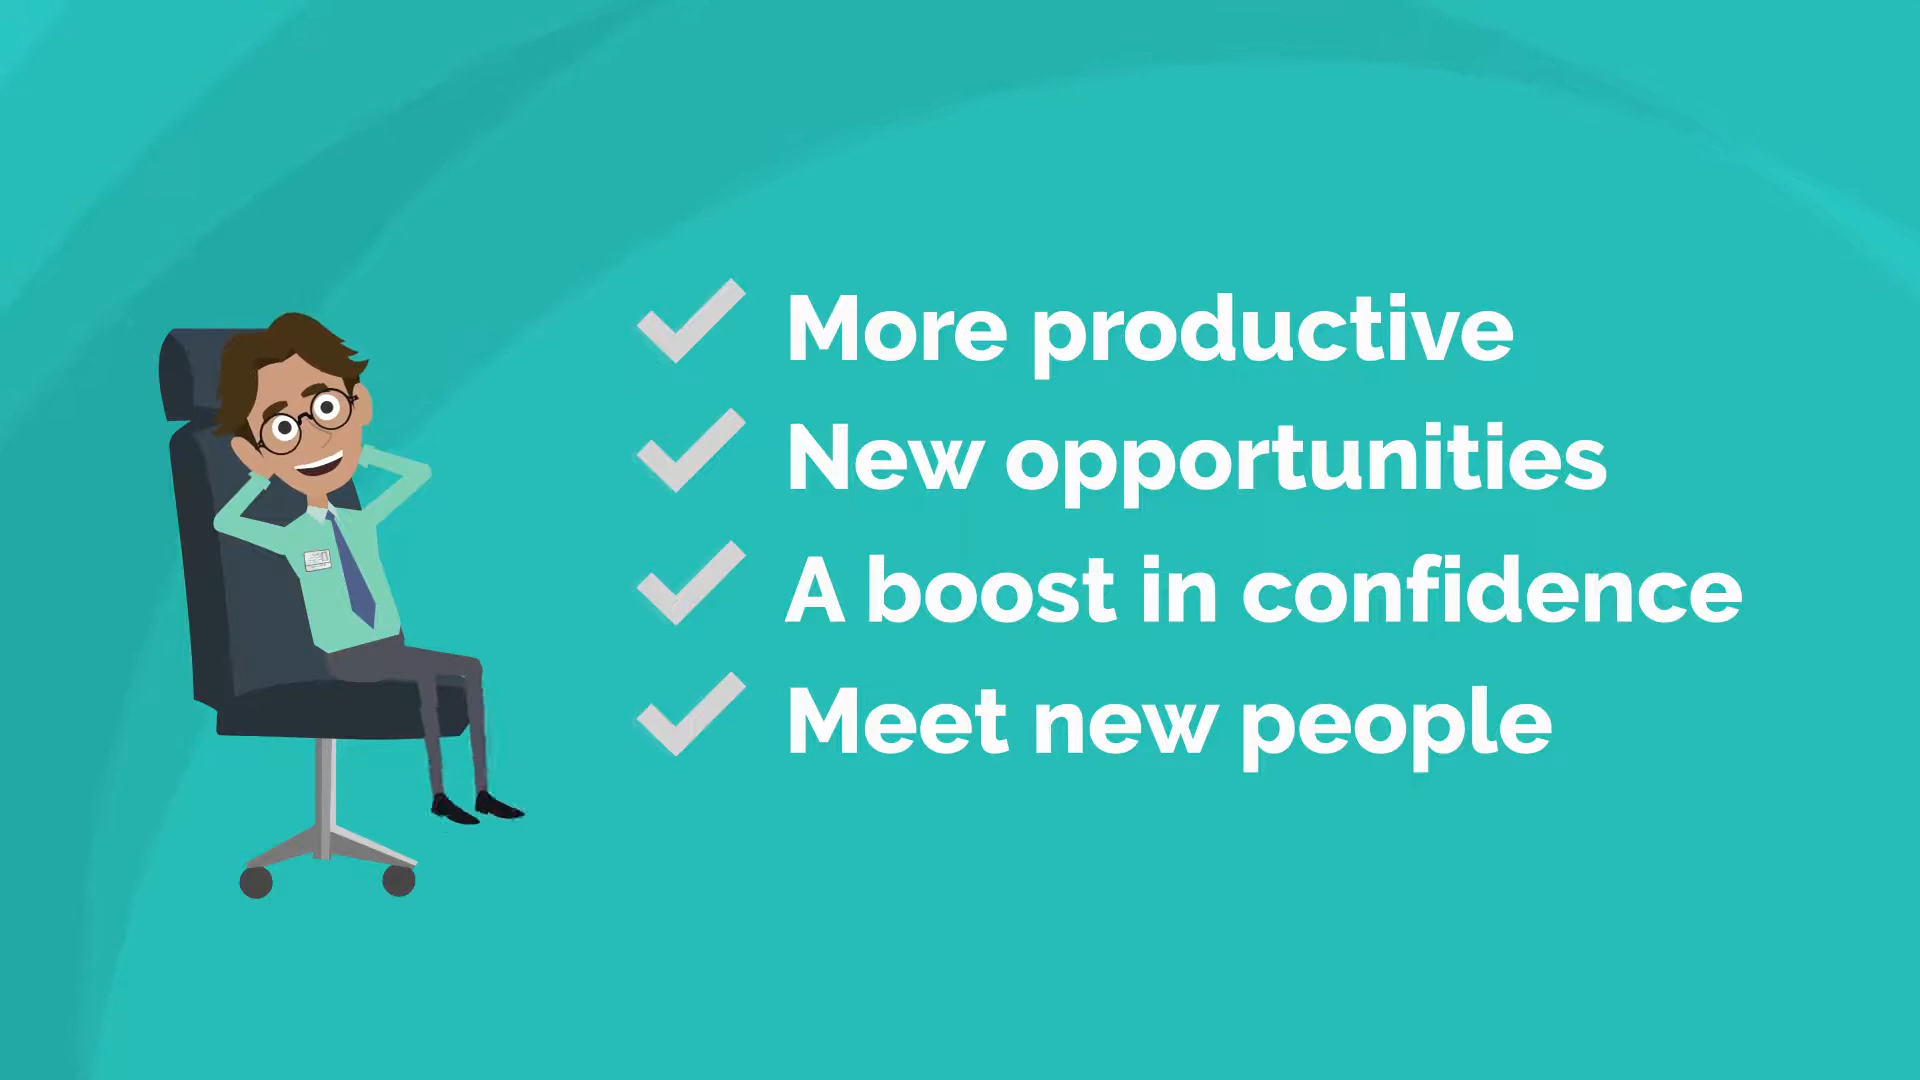 More productive
New opportunities
A boost in confidence
Meet new people